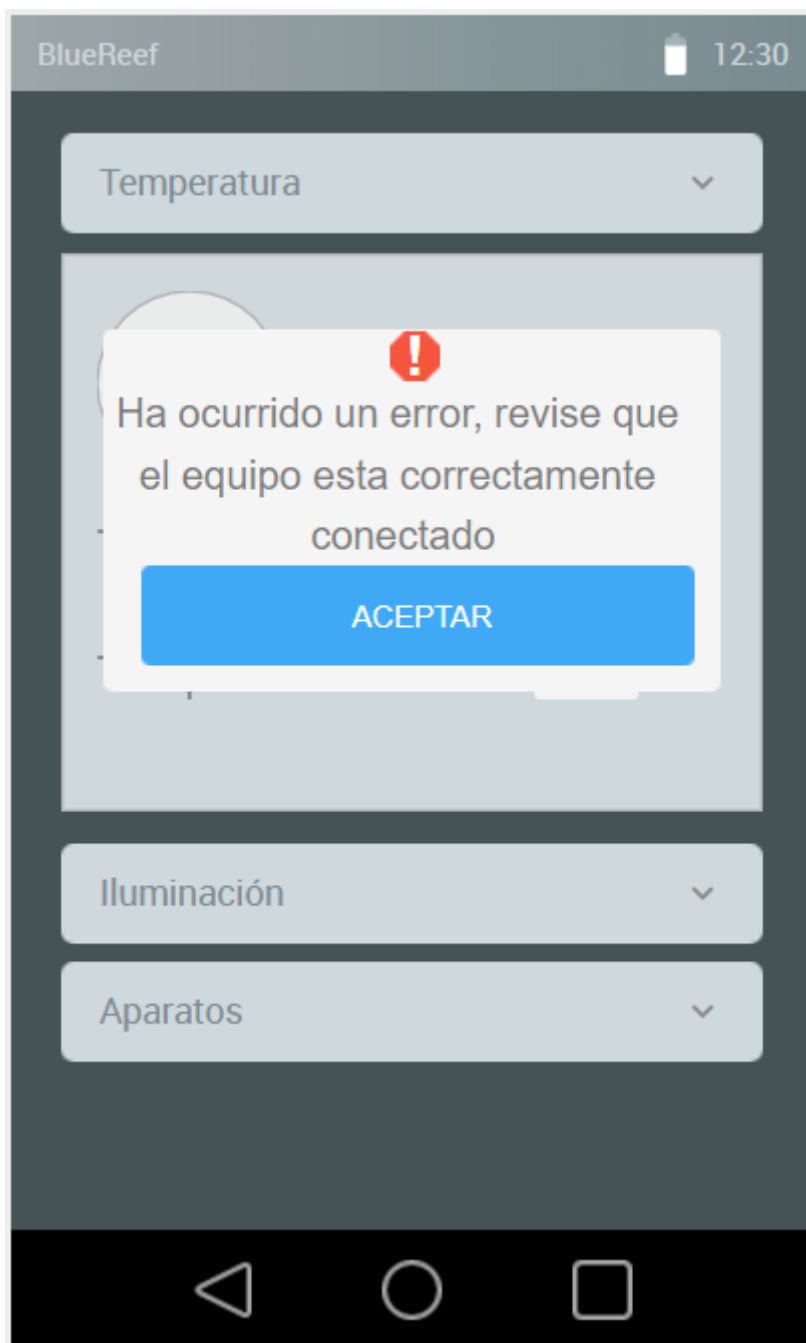 BlueReef 12:30
Temperatura
Ha ocurrido un error, revise que
el equipo esta correctamente
conectado
ACEPTAR
Iluminación
Aparatos